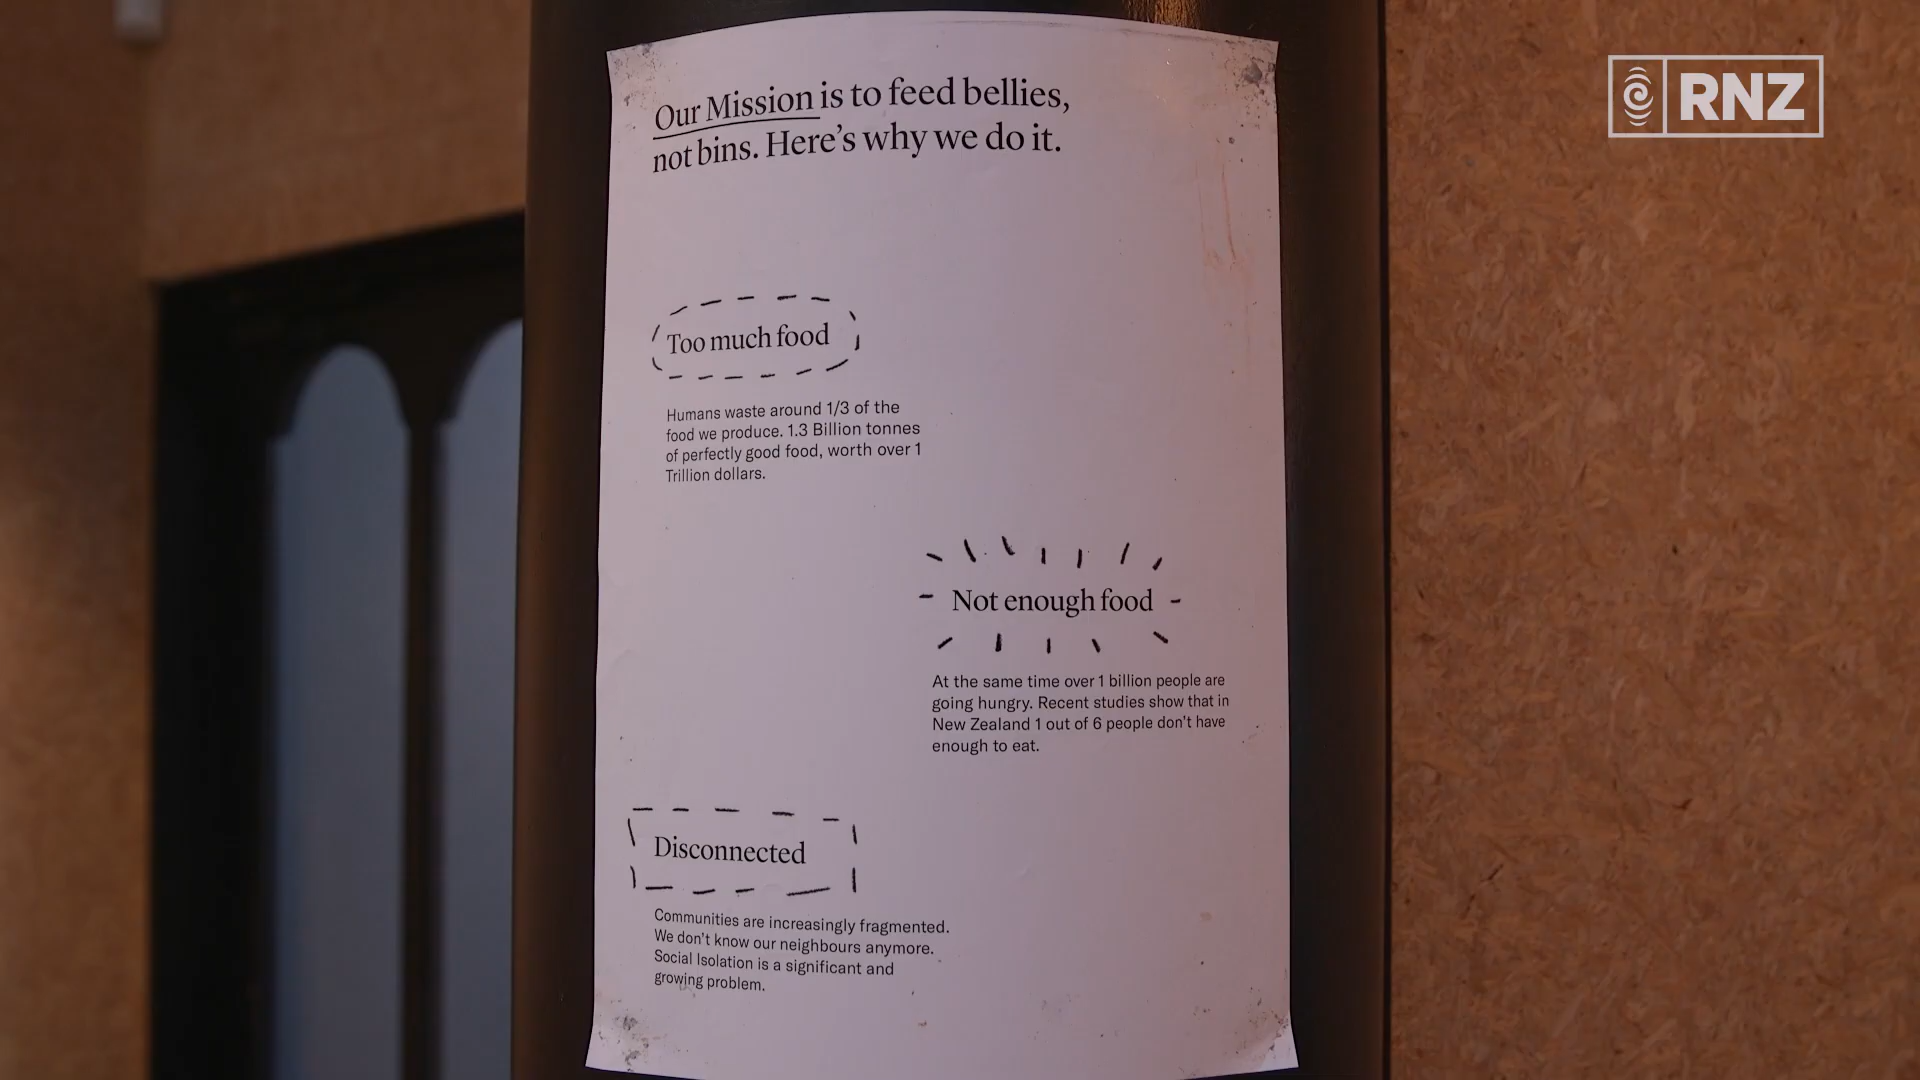 RNZ
Our Mission is to feed bellies,
not bins. Here's why we do it.
Too much food
Humans waste around 1/3 of the
food we produce. 1.3 Billion tonnes
of perfectly good food, worth over 1
Trillion dollars.
Not enough food
At the same time over 1 billion people are
going hungry. Recent studies show that in
New Zealand 1 out of 6 people don't have
enough to eat.
Disconnected
Communities are increasingly fragmented.
We don't know our neighbours anymore.
Social Isolation is a significant and
growing problem.